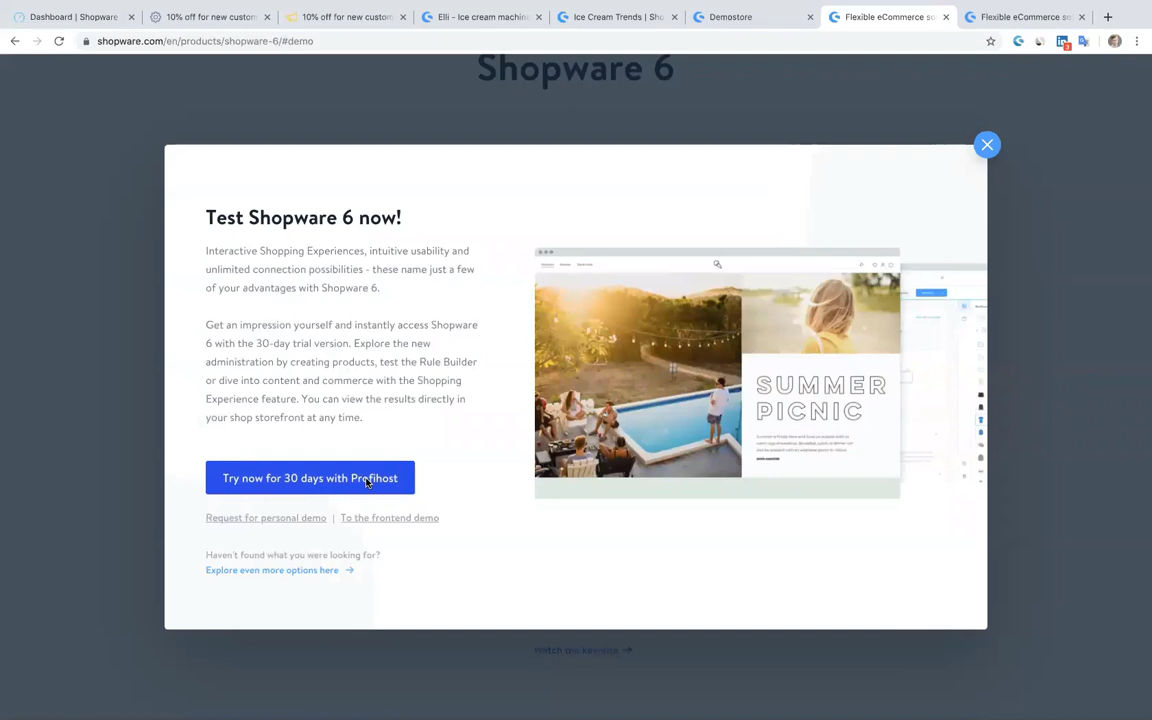 Dashboard | Shopware
10% off for new custom
10% off for new custom
Elli - Ice cream machin
Ice Cream Trends | Sho
Demostore
Flexible eCommerce so
Flexible eCommerce so
shopware.com/en/products/shopware-6/#demo
3
Shopware 6
Test Shopware 6 now!
Interactive Shopping Experiences, intuitive usability and
unlimited connection possibilities - these name just a few
of your advantages with Shopware 6.
Get an impression yourself and instantly access Shopware
6 with the 30-day trial version. Explore the new
administration by creating products, test the Rule Builder
or dive into content and commerce with the Shopping
Experience feature. You can view the results directly in
your shop storefront at any time.
SUMMER
PICNIC
Try now for 30 days with Profihost
Request for personal demo | To the frontend demo
Haven't found what you were looking for?
Explore even more options here